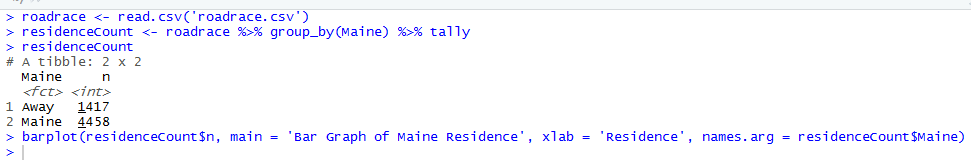 > roadrace <- read.csv('roadrace.csv')
> residenceCount <- roadrace %>% group_by(Maine) %>% tally
> residenceCount
# A tibble: 2 x 2
  Maine     n
  <fct> <int>
1 Away   1417
2 Maine  4458
> barplot(residenceCount$n, main = 'Bar Graph of Maine Residence', xlab = 'Residence', names.arg = residenceCount$Maine)
>